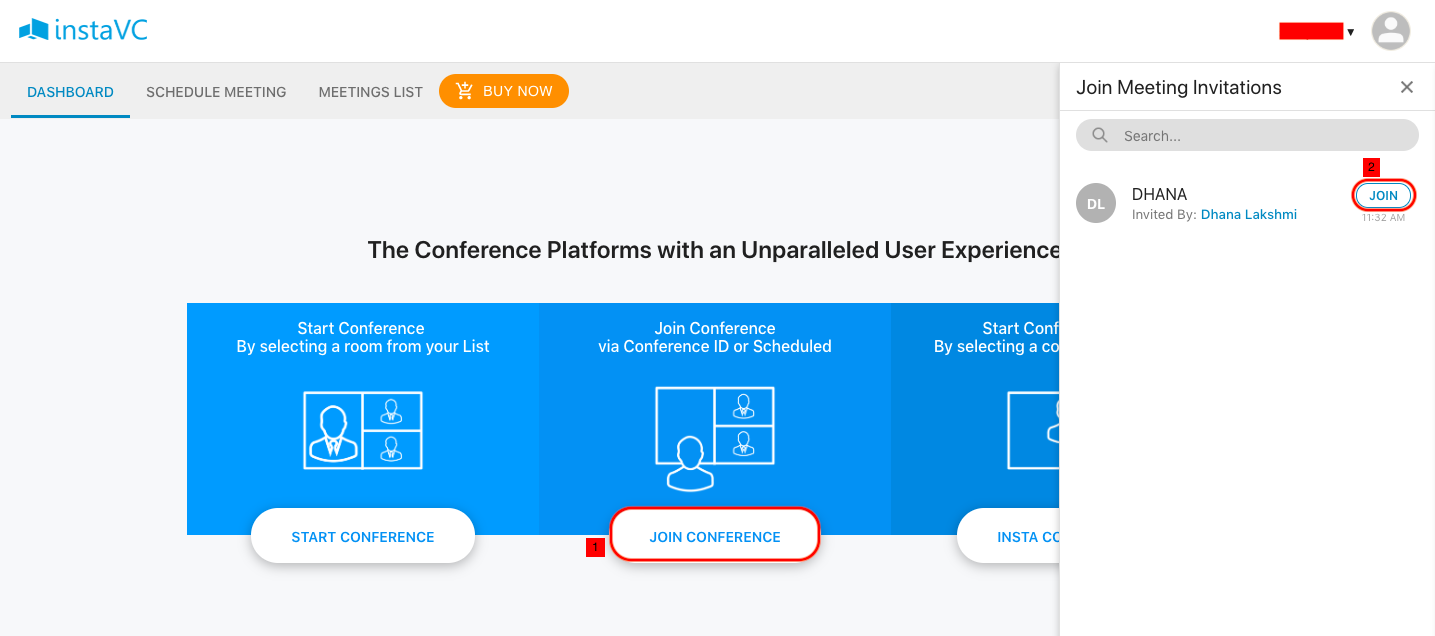 instaVC
▼
DASHBOARD
SCHEDULE MEETING
MEETINGS LIST
BUY NOW
Join Meeting Invitations
Search...
2
DL
DHANA
JOIN
Invited By: Dhana Lakshmi
11:32 AM
The Conference Platforms with an Unparalleled User Experience
Start Conference
By selecting a room from your List
Join Conference
via Conference ID or Scheduled
Start Conf
By selecting a co
START CONFERENCE
1
JOIN CONFERENCE
INSTA CO